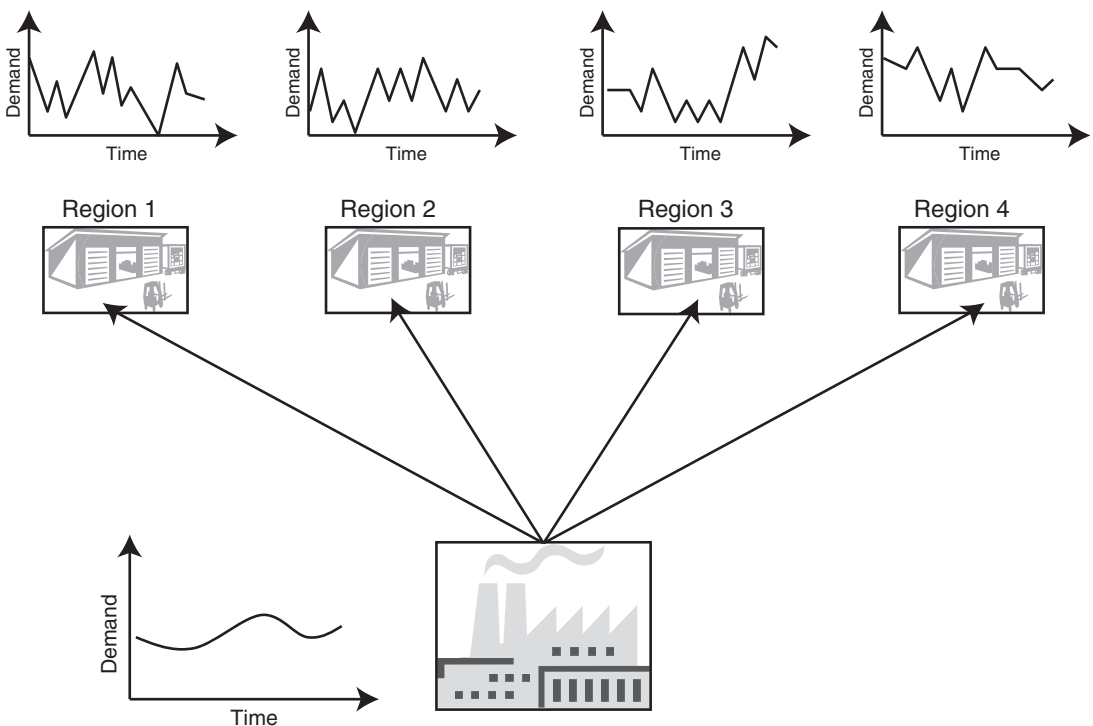 Demand
Time
Demand
Time
Demand
Time
Demand
Time
Region 1
Region 2
Region 3
Region 4
Demand
Time